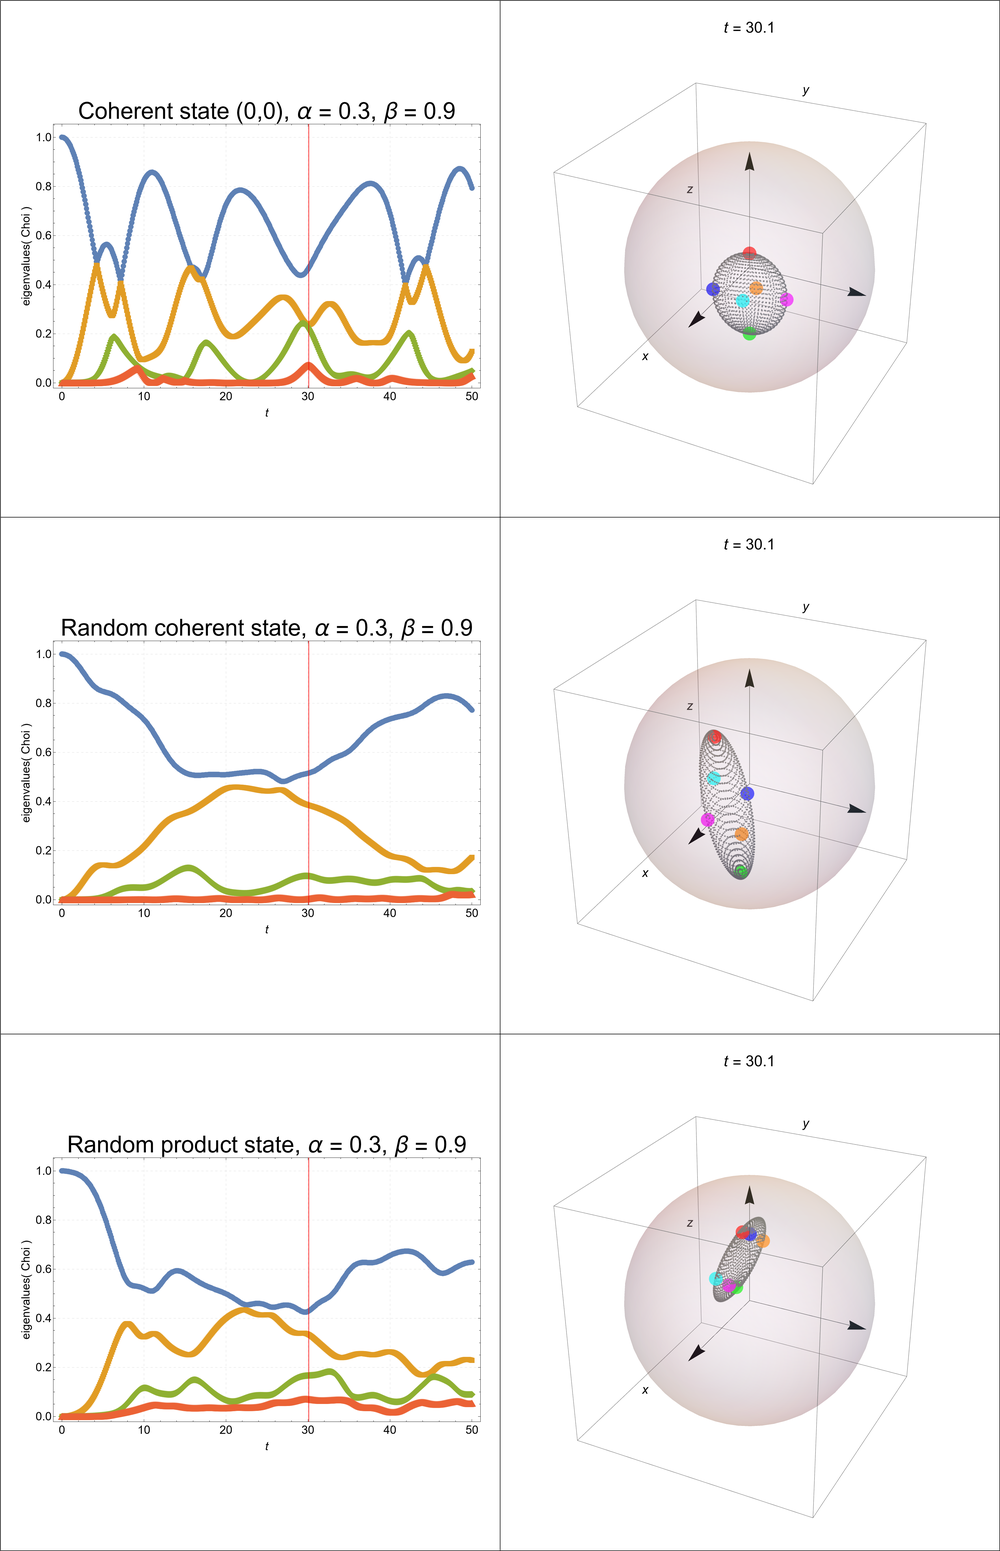 Coherent state (0,0), α = 0.3, β = 0.9
eigenvalues( Choi )
1.0
0.8
0.6
0.4
0.2
0.0
0 10 20 30 40 50
t
t = 30.1
y
z
x
Random coherent state, α = 0.3, β = 0.9
eigenvalues( Choi )
1.0
0.8
0.6
0.4
0.2
0.0
0 10 20 30 40 50
t
t = 30.1
y
z
x
Random product state, α = 0.3, β = 0.9
eigenvalues( Choi )
1.0
0.8
0.6
0.4
0.2
0.0
0 10 20 30 40 50
t
t = 30.1
y
z
x